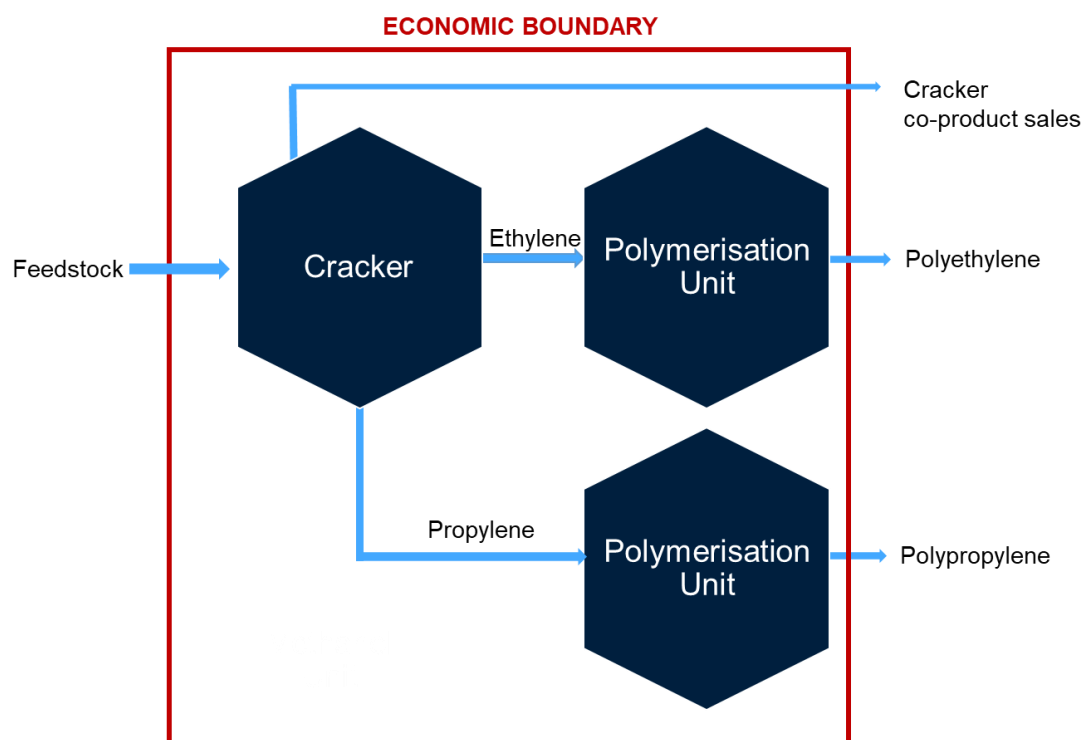 ECONOMIC BOUNDARY
Cracker
co-product sales
Ethylene
Polymerisation
Unit
Cracker
Feedstock
Polyethylene
Propylene
Polymerisation
Unit
Polypropylene